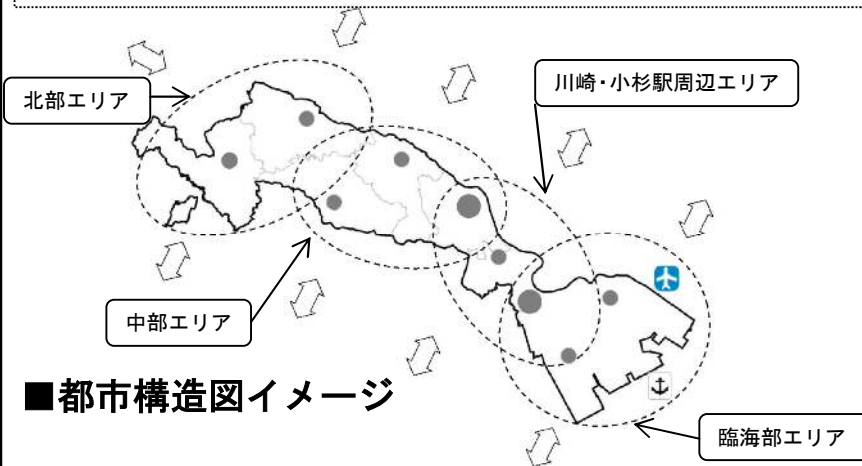 北部エリア
川崎・小杉駅周辺エリア
中部エリア
■都市構造図イメージ
臨海部エリア